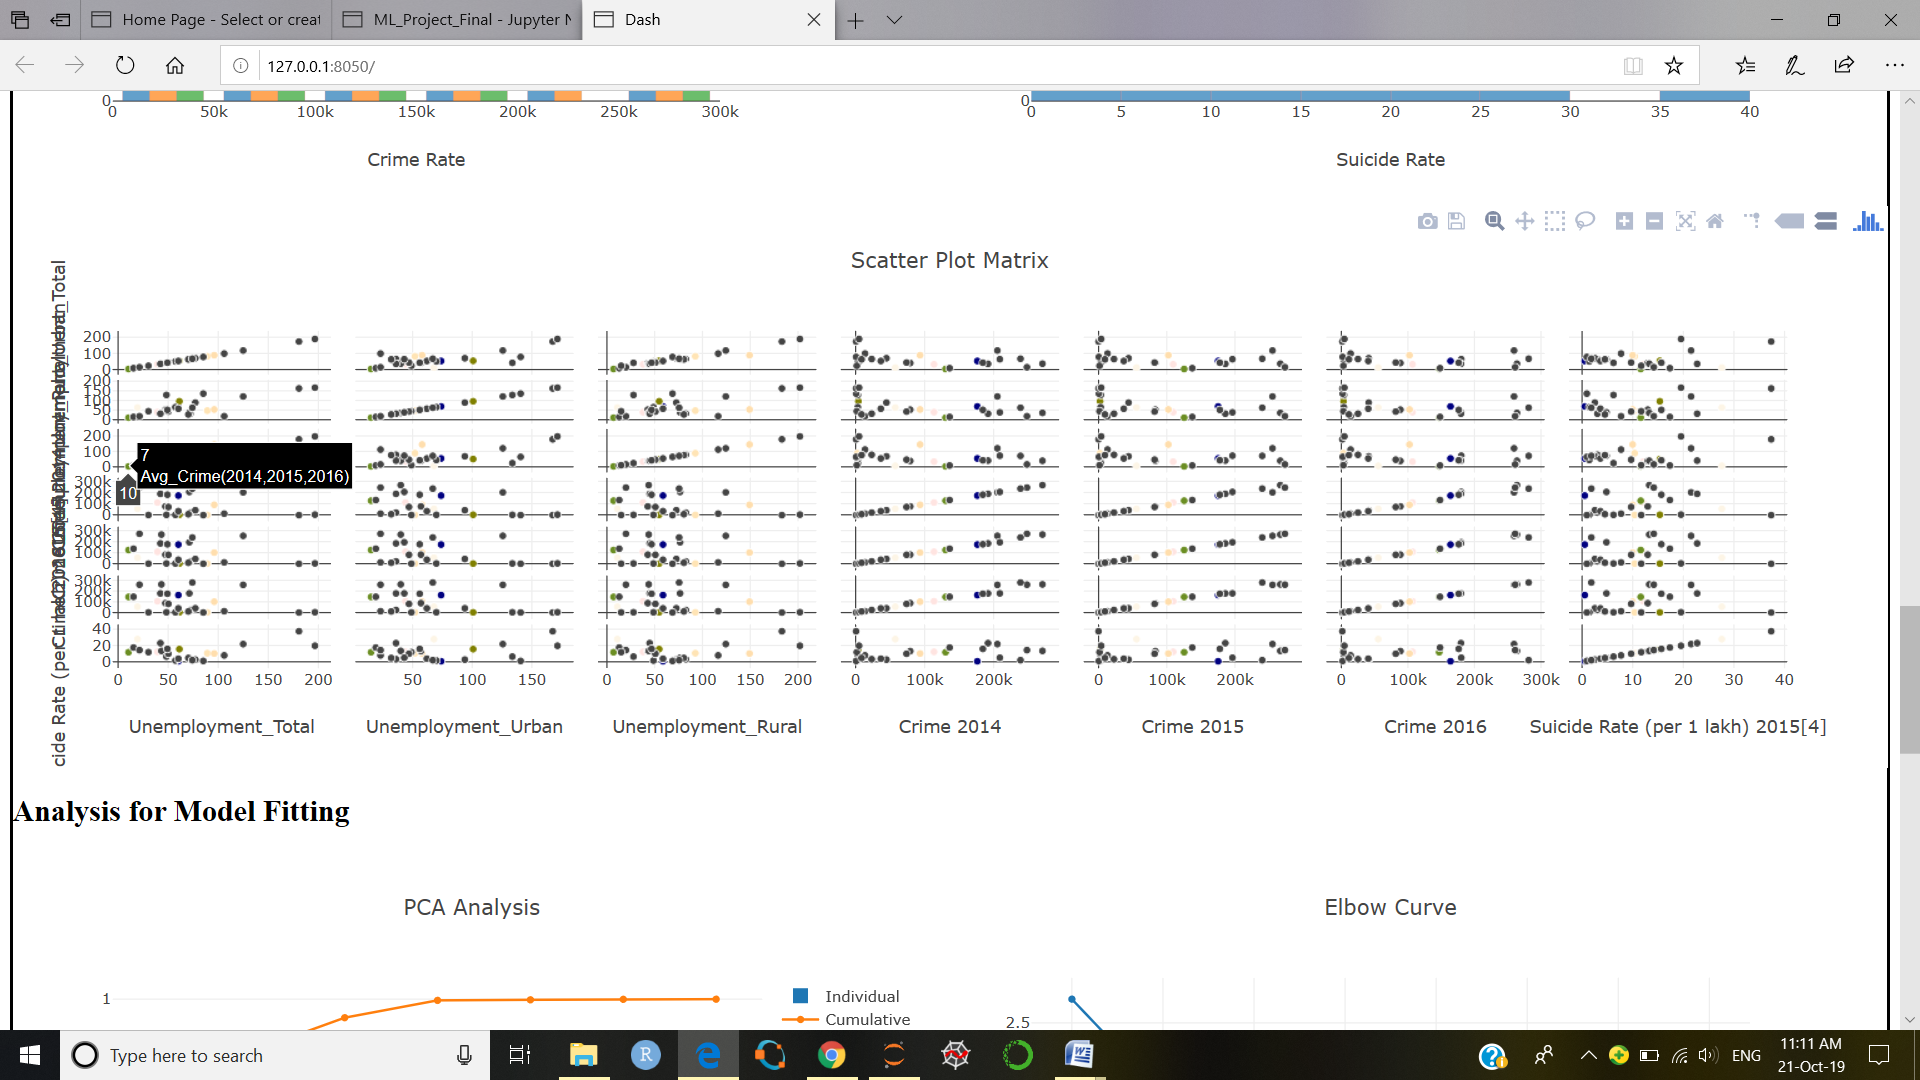 Home Page - Select or creat
ML_Project_Final - Jupyter N
Dash
127.0.0.1:8050/
0
0 50k 100k 150k 200k 250k 300k
Crime Rate
0
0 5 10 15 20 25 30 35 40
Suicide Rate
Scatter Plot Matrix
200
100
0
200
150
100
50
0
200
100
0
7
Avg_Crime(2014,2015,2016)
10
300k
200k
100k
0
300k
200k
100k
0
300k
200k
100k
0
40
20
0
0 50 100 150 200
50 100 150
0 50 100 150 200
0 100k 200k
0 100k 200k
0 100k 200k 300k
0 10 20 30 40
Unemployment_Total
Unemployment_Urban
Unemployment_Rural
Crime 2014
Crime 2015
Crime 2016
Suicide Rate (per 1 lakh) 2015[4]
Analysis for Model Fitting
PCA Analysis
1
Individual
Cumulative
Elbow Curve
2.5
Type here to search
ENG
11:11 AM
21-Oct-19